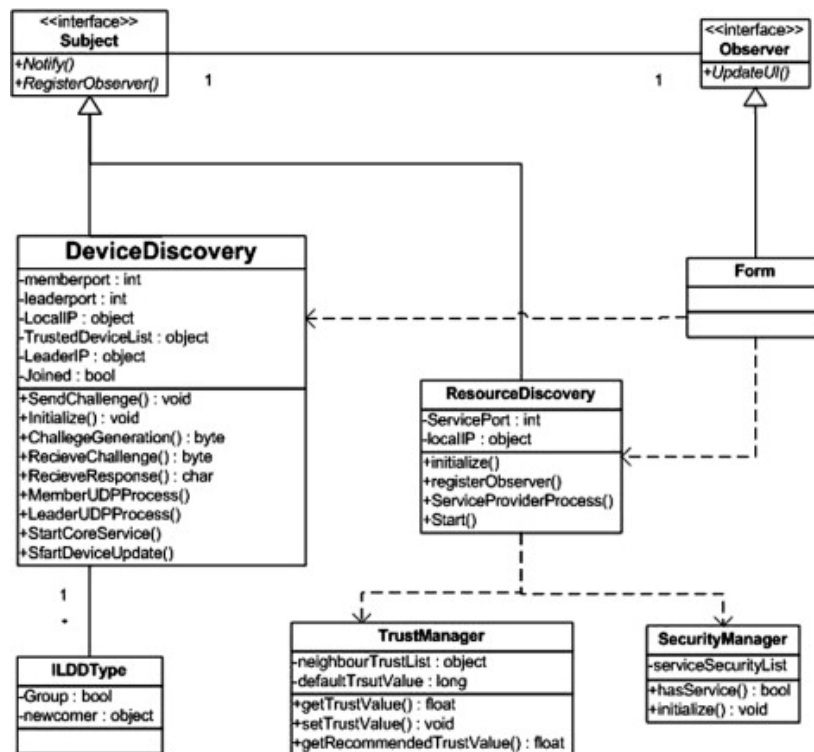 <<interface>>
Subject
+Notify()
+RegisterObserver()
<<interface>>
Observer
+UpdateUI()
1
1
DeviceDiscovery
-memberport : int
-leaderport : int
-LocalIP : object
-TrustedDeviceList : object
-LeaderIP : object
-Joined : bool
+SendChallenge() : void
+Initialize() : void
+ChallegeGeneration() : byte
+RecieveChallenge() : byte
+RecieveResponse() : char
+MemberUDPProcess()
+LeaderUDPProcess()
+StartCoreService()
+SfartDeviceUpdate()
Form
ResourceDiscovery
-ServicePort : int
-localIP : object
+initialize()
+registerObserver()
+ServiceProviderProcess()
+Start()
1
*
ILDDType
-Group : bool
-newcomer : object
TrustManager
-neighbourTrustList : object
-defaultTrsutValue : long
+getTrustValue() : float
+setTrustValue() : void
+getRecommendedTrustValue() : float
SecurityManager
-serviceSecurityList
+hasService() : bool
+initialize() : void